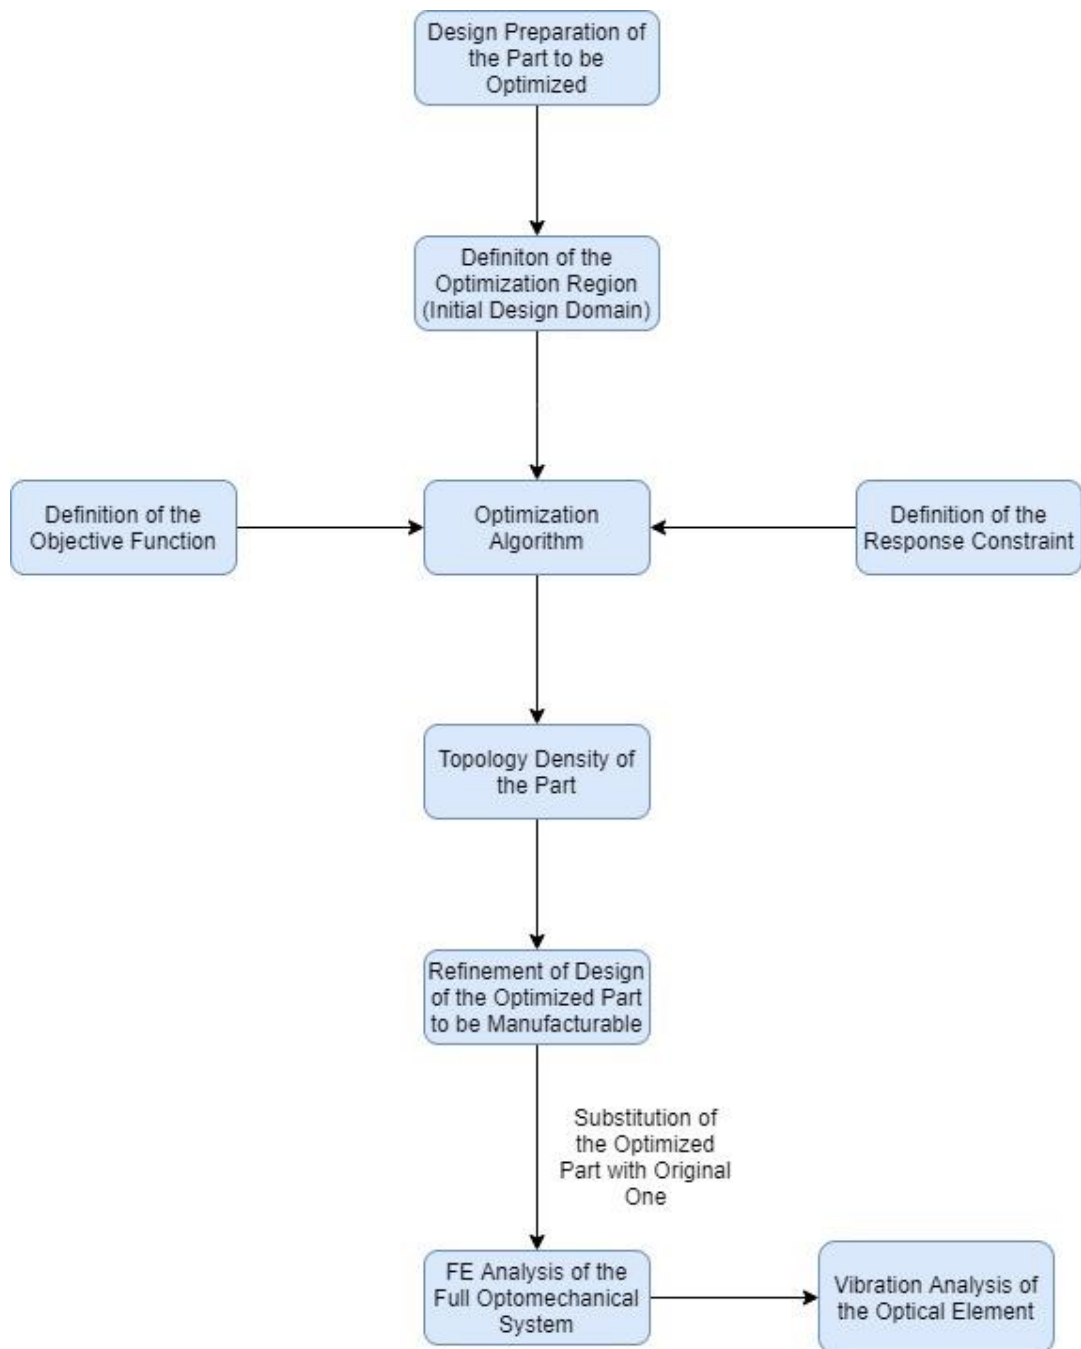 Design Preparation of
the Part to be
Optimized
Definiton of the
Optimization Region
(Initial Design Domain)
Definition of the
Objective Function
Optimization
Algorithm
Definition of the
Response Constraint
Topology Density of
the Part
Refinement of Design
of the Optimized Part
to be Manufacturable
Substitution of
the Optimized
Part with Original
One
FE Analysis of the
Full Optomechanical
System
Vibration Analysis of
the Optical Element